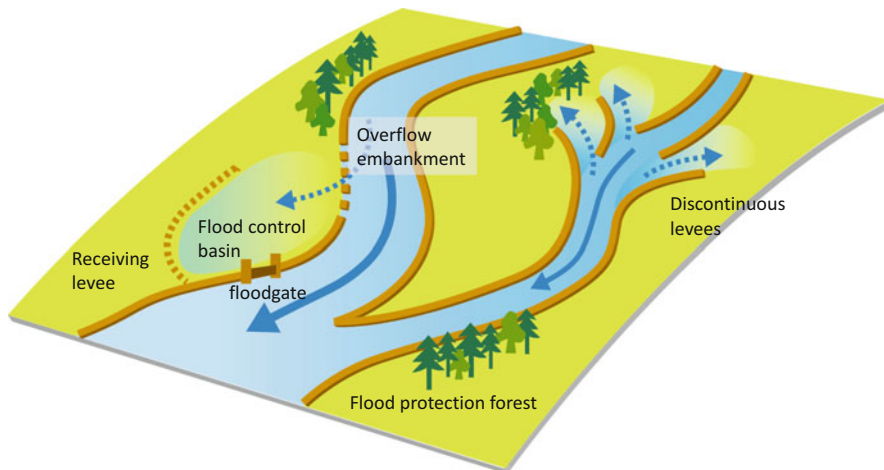 Overflow
embankment
Flood control
basin
Receiving
levee
floodgate
Discontinuous
levees
Flood protection forest